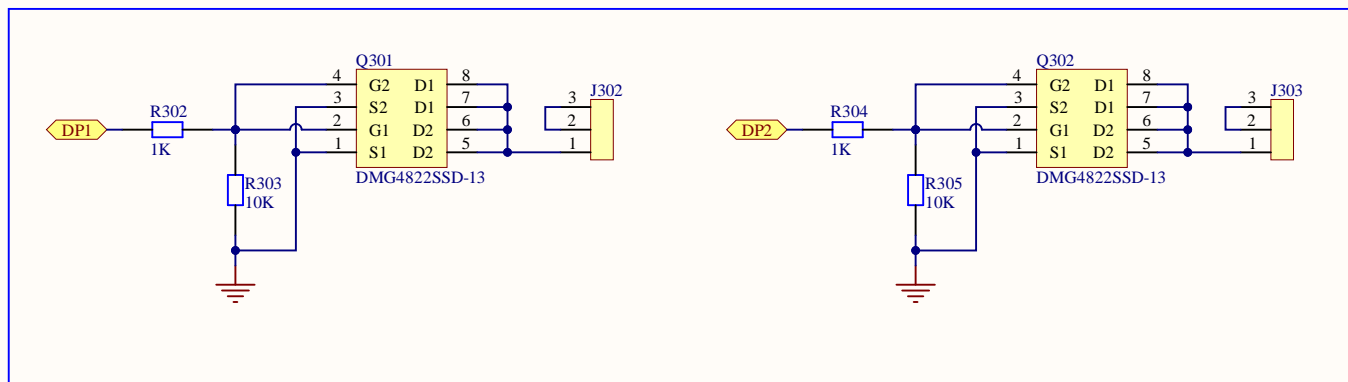 Q301
4 G2 D1 8
3 S2 D1 7
2 G1 D2 6
1 S1 D2 5
DMG4822SSD-13
DP1
R302
1K
R303
10K
J302
3
2
1
Q302
4 G2 D1 8
3 S2 D1 7
2 G1 D2 6
1 S1 D2 5
DMG4822SSD-13
DP2
R304
1K
R305
10K
J303
3
2
1